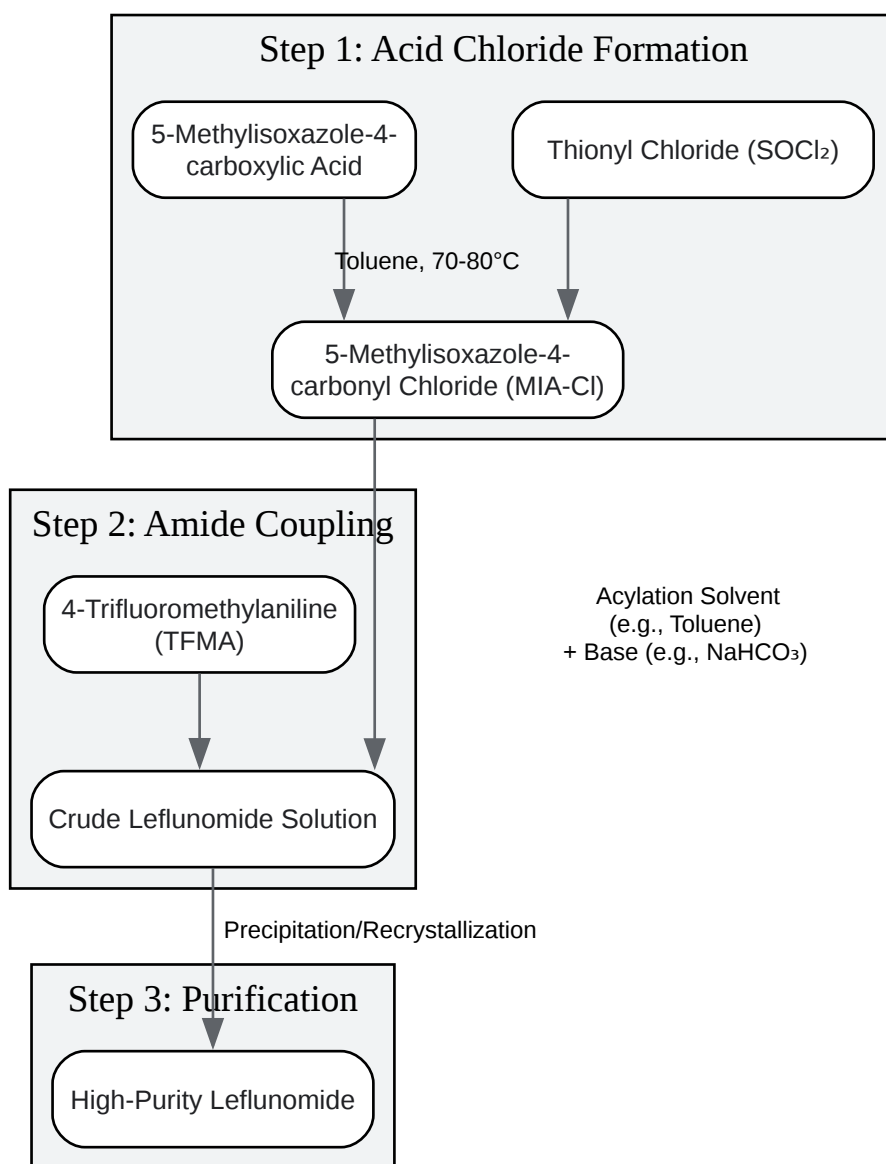 Step 1: Acid Chloride Formation
5-Methylisoxazole-4-
carboxylic Acid
Thionyl Chloride (SOCl₂)
Toluene, 70-80°C
5-Methylisoxazole-4-
carbonyl Chloride (MIA-Cl)
Step 2: Amide Coupling
4-Trifluoromethylaniline
(TFMA)
Acylation Solvent
(e.g., Toluene)
+ Base (e.g., NaHCO₃)
Crude Leflunomide Solution
Precipitation/Recrystallization
Step 3: Purification
High-Purity Leflunomide